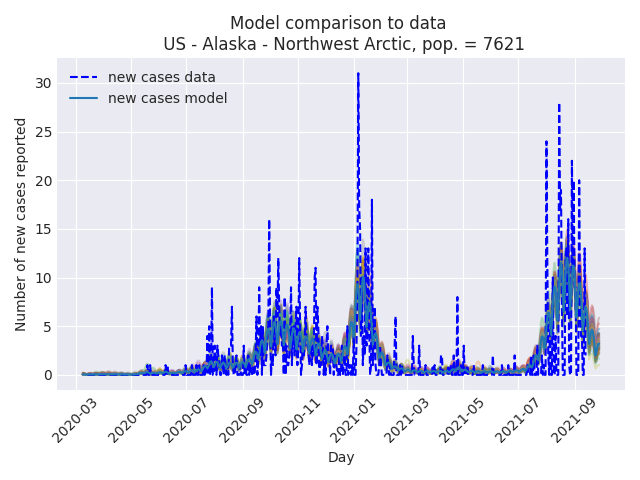 Model comparison to data
US - Alaska - Northwest Arctic, pop. = 7621
new cases data
new cases model
Number of new cases reported
30
25
20
15
10
5
0
2020-03
2020-05
2020-07
2020-09
2020-11
2021-01
2021-03
2021-05
2021-07
2021-09
Day